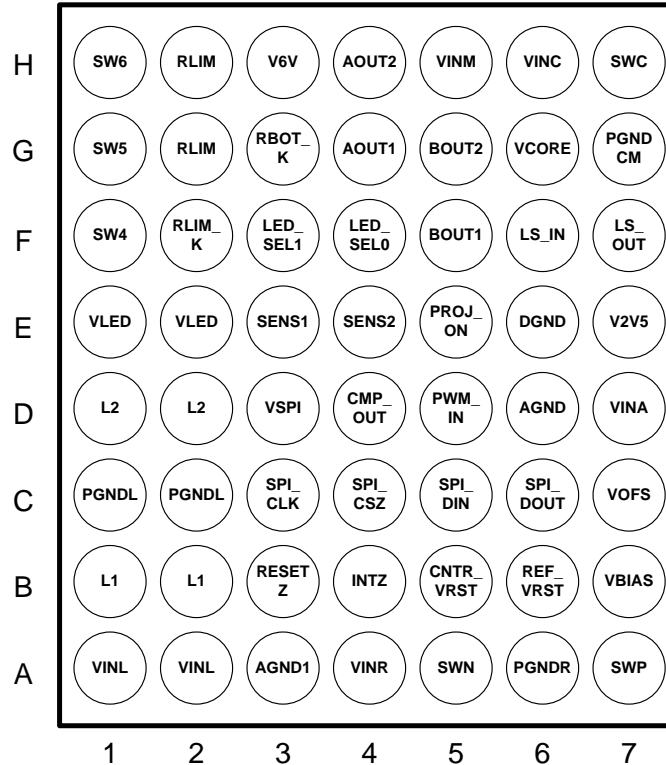 H SW6 RLIM V6V AOUT2 VINM VINC SWC
G SW5 RLIM RBOT_ K AOUT1 BOUT2 VCORE PGND CM
F SW4 RLIM_ K LED_ SEL1 LED_ SEL0 BOUT1 LS_IN LS_ OUT
E VLED VLED SENS1 SENS2 PROJ_ ON DGND V2V5
D L2 L2 VSPI CMP_ OUT PWM_ IN AGND VINA
C PGNDL PGNDL SPI_ CLK SPI_ CSZ SPI_ DIN SPI_ DOUT VOFS
B L1 L1 RESET Z INTZ CNTR_ VRST REF_ VRST VBIAS
A VINL VINL AGND1 VINR SWN PGNDR SWP
1 2 3 4 5 6 7